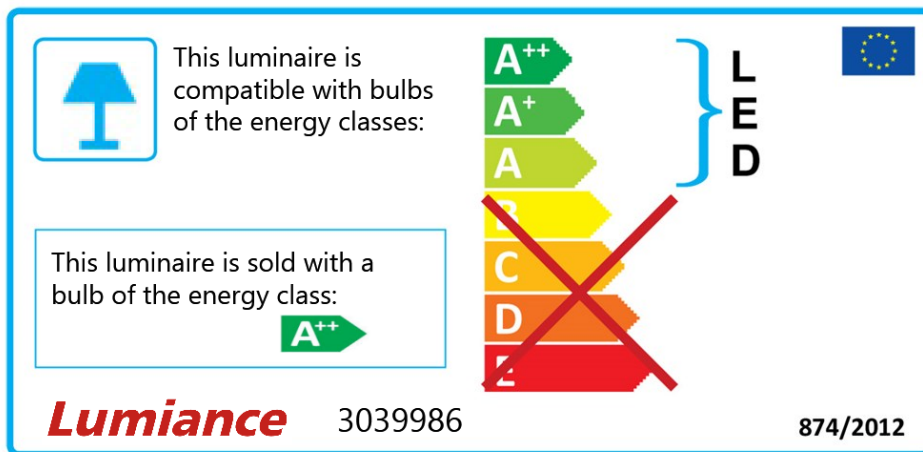 This luminaire is
compatible with bulbs
of the energy classes:
A++
A+
A
B
C
D
E
L
E
D
This luminaire is sold with a
bulb of the energy class:
A++
Lumiance 3039986
874/2012